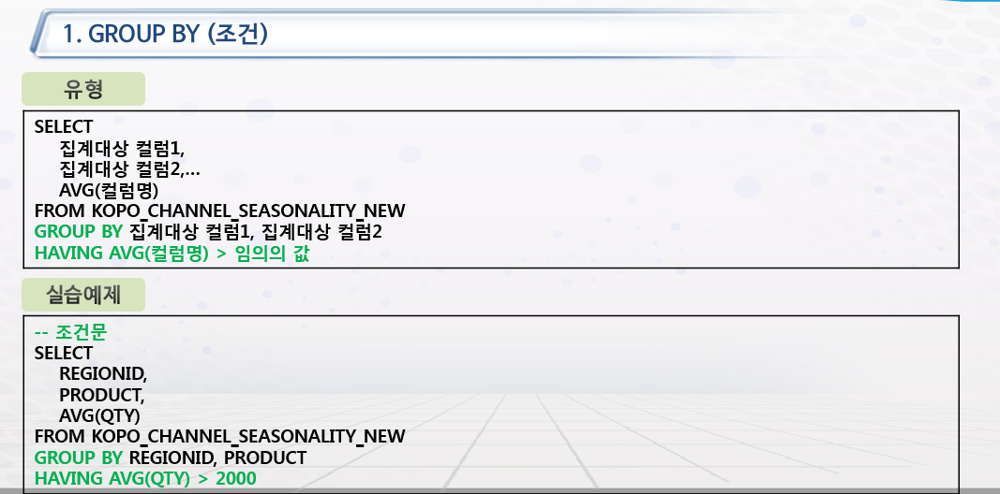 1. GROUP BY (조건)
유형
SELECT
집계대상 컬럼1,
집계대상 컬럼2,...
AVG(컬럼명)
FROM KOPO_CHANNEL_SEASONALITY_NEW
GROUP BY 집계대상 컬럼1, 집계대상 컬럼2
HAVING AVG(컬럼명) > 임의의 값
실습예제
-- 조건문
SELECT
REGIONID,
PRODUCT,
AVG(QTY)
FROM KOPO_CHANNEL_SEASONALITY_NEW
GROUP BY REGIONID, PRODUCT
HAVING AVG(QTY) > 2000